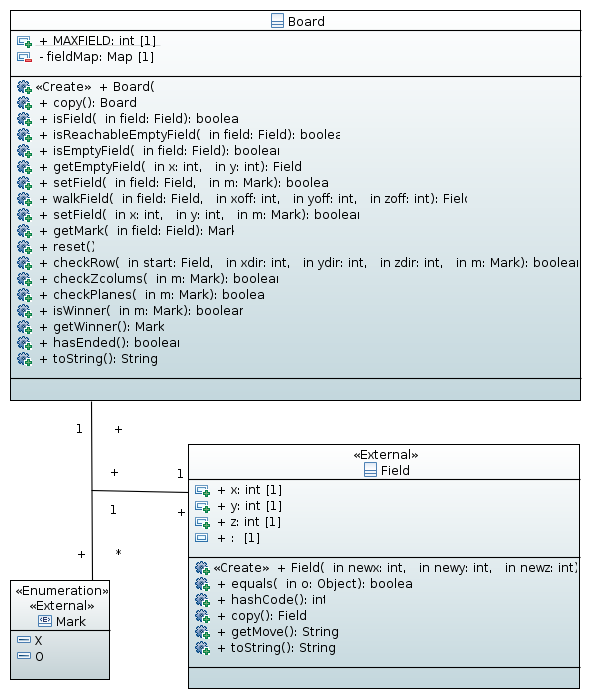 Board
+ MAXFIELD: int [1]
- fieldMap: Map [1]
«Create» + Board(
+ copy(): Board
+ isField( in field: Field): boolea
+ isReachableEmptyField( in field: Field): boolea
+ isEmptyField( in field: Field): boolean
+ getEmptyField( in x: int, in y: int): Field
+ setField( in field: Field, in m: Mark): boolea
+ walkField( in field: Field, in xoff: int, in yoff: int, in zoff: int): Field
+ setField( in x: int, in y: int, in m: Mark): boolean
+ getMark( in field: Field): Mark
+ reset()
+ checkRow( in start: Field, in xdir: int, in ydir: int, in zdir: int, in m: Mark): boolean
+ checkZcolums( in m: Mark): boolean
+ checkPlanes( in m: Mark): boolea
+ isWinner( in m: Mark): boolean
+ getWinner(): Mark
+ hasEnded(): boolean
+ toString(): String
1 +
+ 1
1 +
+ *
«External»
Field
+ x: int [1]
+ y: int [1]
+ z: int [1]
+ : [1]
«Create» + Field( in newx: int, in newy: int, in newz: int)
+ equals( in o: Object): boolea
+ hashCode(): int
+ copy(): Field
+ getMove(): String
+ toString(): String
«Enumeration»
«External»
Mark
X
O